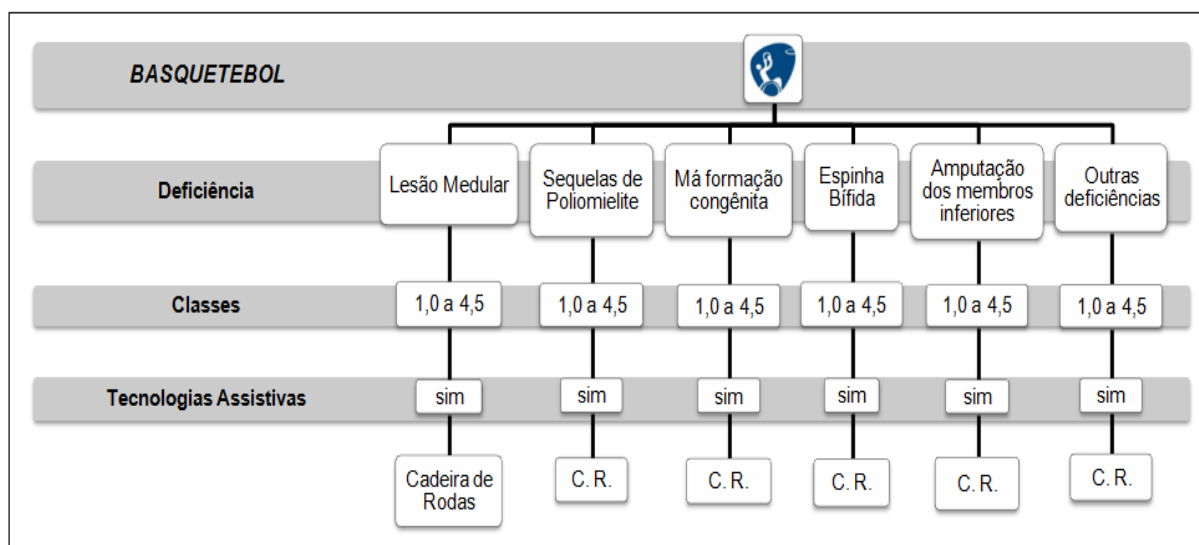 BASQUETEBOL
Deficiência
Lesão Medular
Sequelas de
Poliomielite
Má formação
congênita
Espinha
Bífida
Amputação
dos membros
inferiores
Outras
deficiências
Classes
1,0 a 4,5
1,0 a 4,5
1,0 a 4,5
1,0 a 4,5
1,0 a 4,5
1,0 a 4,5
Tecnologias Assistivas
sim
sim
sim
sim
sim
sim
Cadeira de
Rodas
C. R.
C. R.
C. R.
C. R.
C. R.